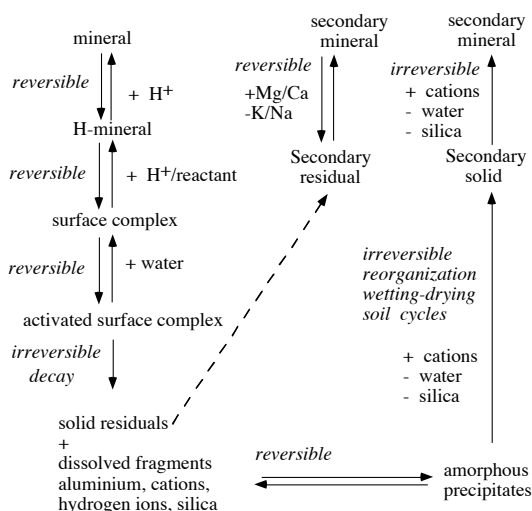 mineral
reversible
+ H+
H-mineral
reversible
+ H+/reactant
surface complex
reversible
+ water
activated surface complex
irreversible
decay
solid residuals
+
dissolved fragments
aluminium, cations,
hydrogen ions, silica
secondary
mineral
reversible
+Mg/Ca
-K/Na
Secondary
residual
secondary
mineral
irreversible
+ cations
- water
- silica
Secondary
solid
irreversible
reorganization
wetting-drying
soil cycles
+ cations
- water
- silica
reversible
amorphous
precipitates